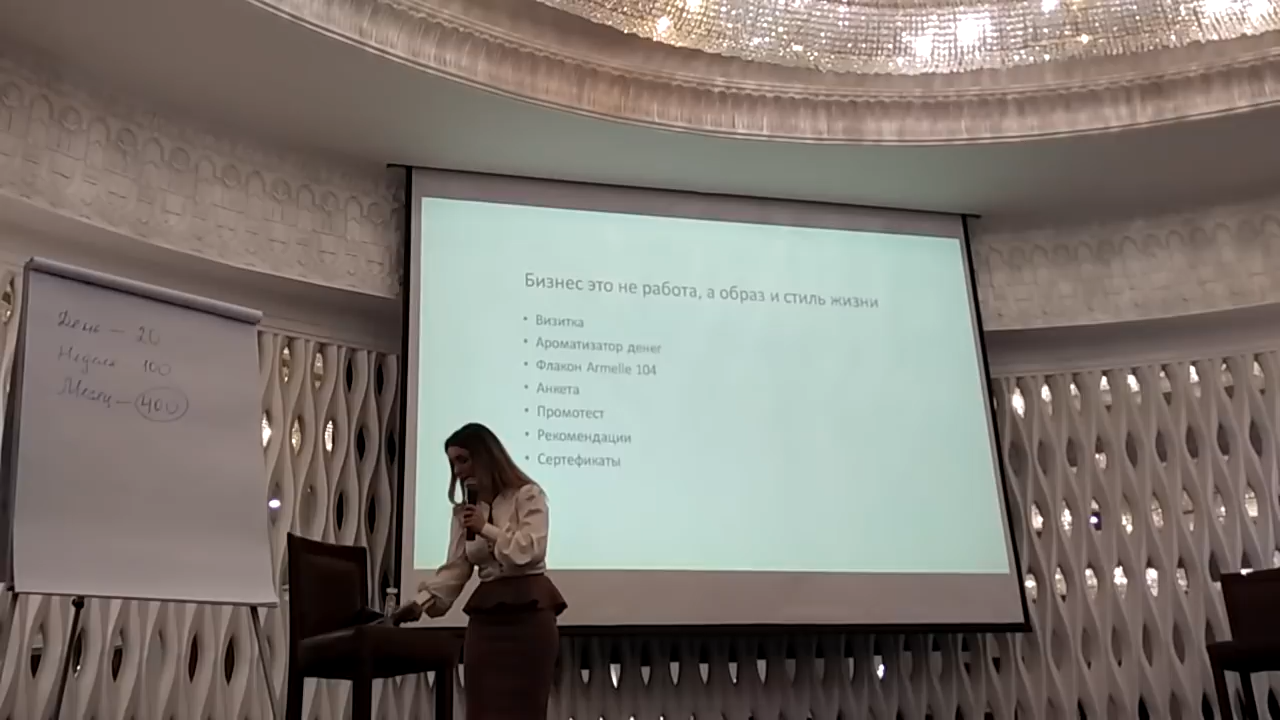 День — 20
Неделя 100
Месяц — 400
Бизнес это не работа, а образ и стиль жизни
• Визитка
• Ароматизатор денег
• Флакон Armelle 104
• Анкета
• Промотест
• Рекомендации
• Сертефикаты